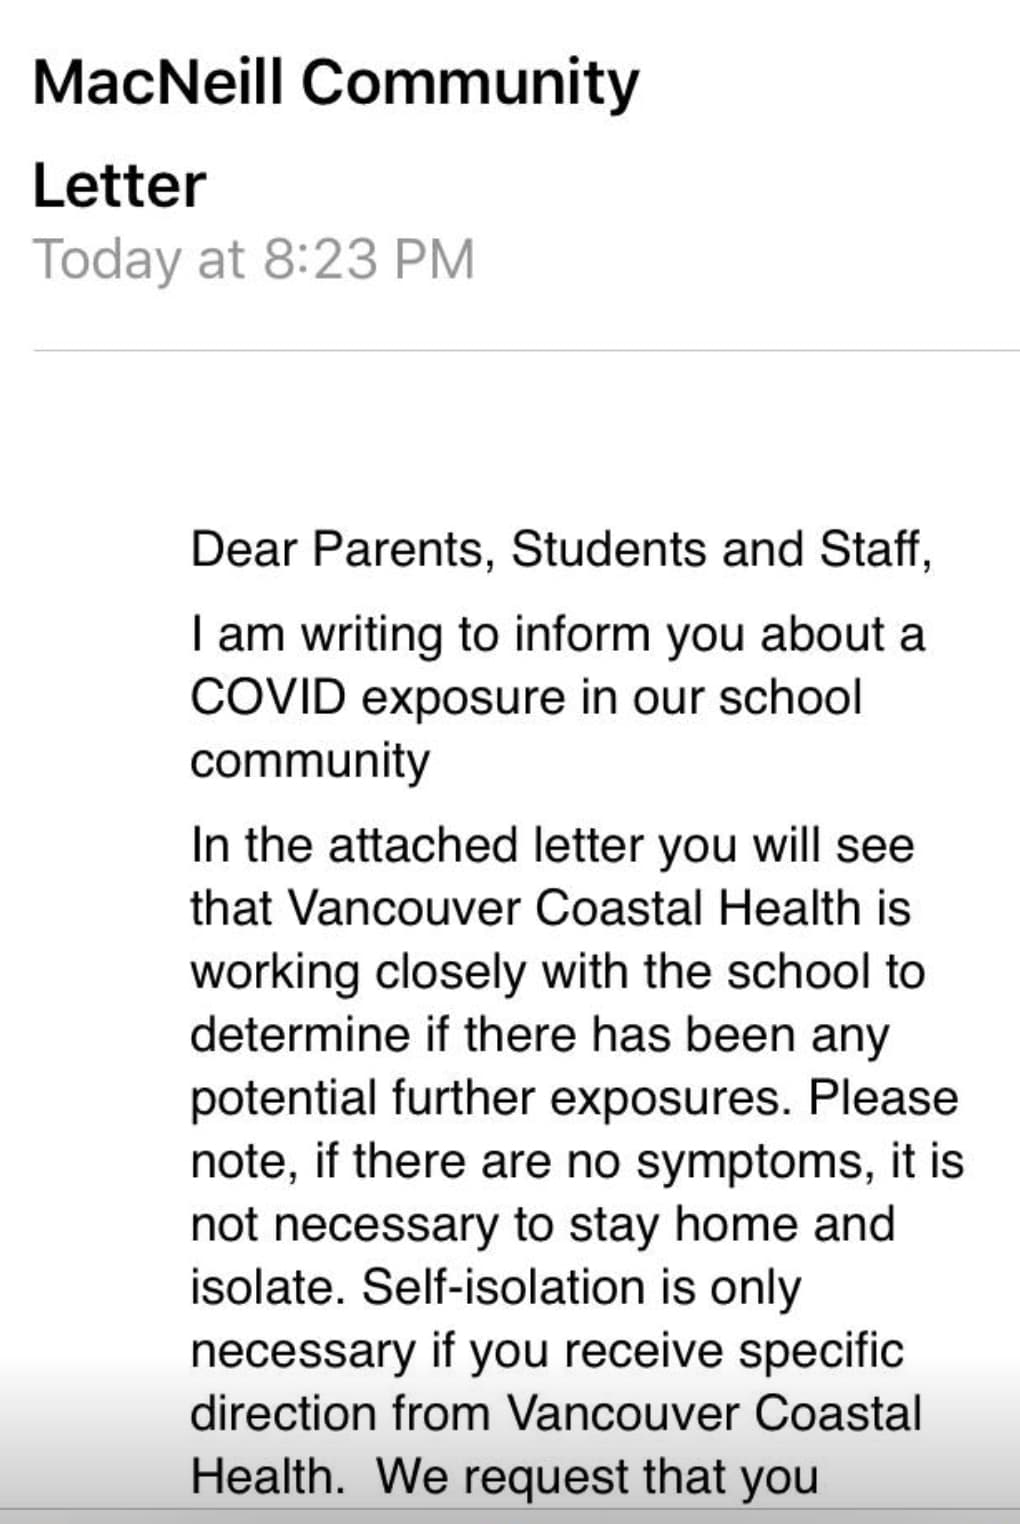 MacNeill Community
Letter
Today at 8:23 PM
Dear Parents, Students and Staff,
I am writing to inform you about a
COVID exposure in our school
community
In the attached letter you will see
that Vancouver Coastal Health is
working closely with the school to
determine if there has been any
potential further exposures. Please
note, if there are no symptoms, it is
not necessary to stay home and
isolate. Self-isolation is only
necessary if you receive specific
direction from Vancouver Coastal
Health.  We request that you